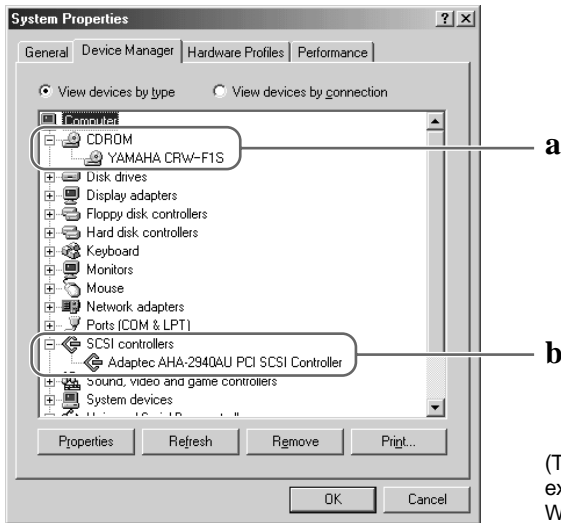 System Properties
General Device Manager Hardware Profiles Performance
View devices by type View devices by connection
Computer
CDROM
YAMAHA CRW-F1S
Disk drives
Display adapters
Floppy disk controllers
Hard disk controllers
Keyboard
Monitors
Mouse
Network adapters
Ports (COM & LPT)
SCSI controllers
Adaptec AHA-2940AU PCI SCSI Controller
Sound, video and game controllers
System devices
Properties Refresh Remove Print...
OK Cancel
a
b
(T
ex
W